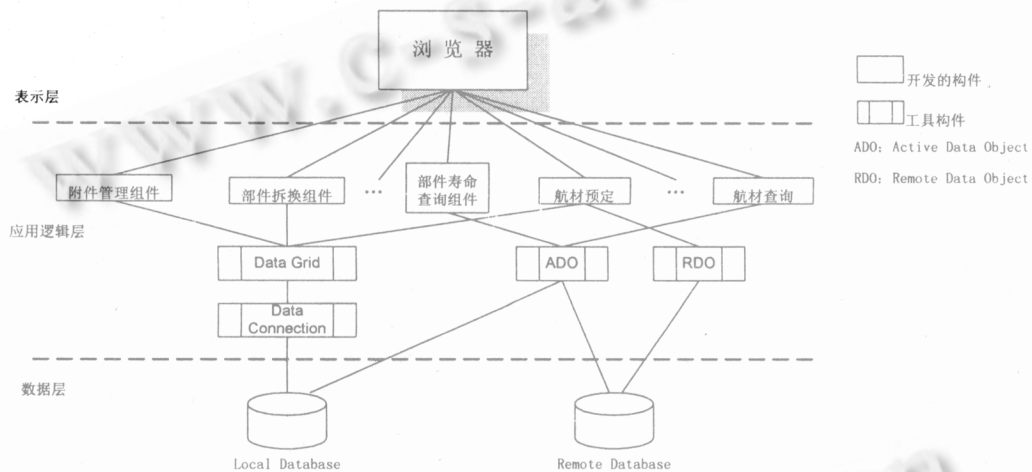 浏览器
表示层
开发的构件
工具构件
ADO: Active Data Object
RDO: Remote Data Object
附件管理组件
部件拆换组件
…
部件寿命
查询组件
航材预定
…
航材查询
应用逻辑层
Data Grid
ADO
RDO
Data
Connection
数据层
Local Database
Remote Database